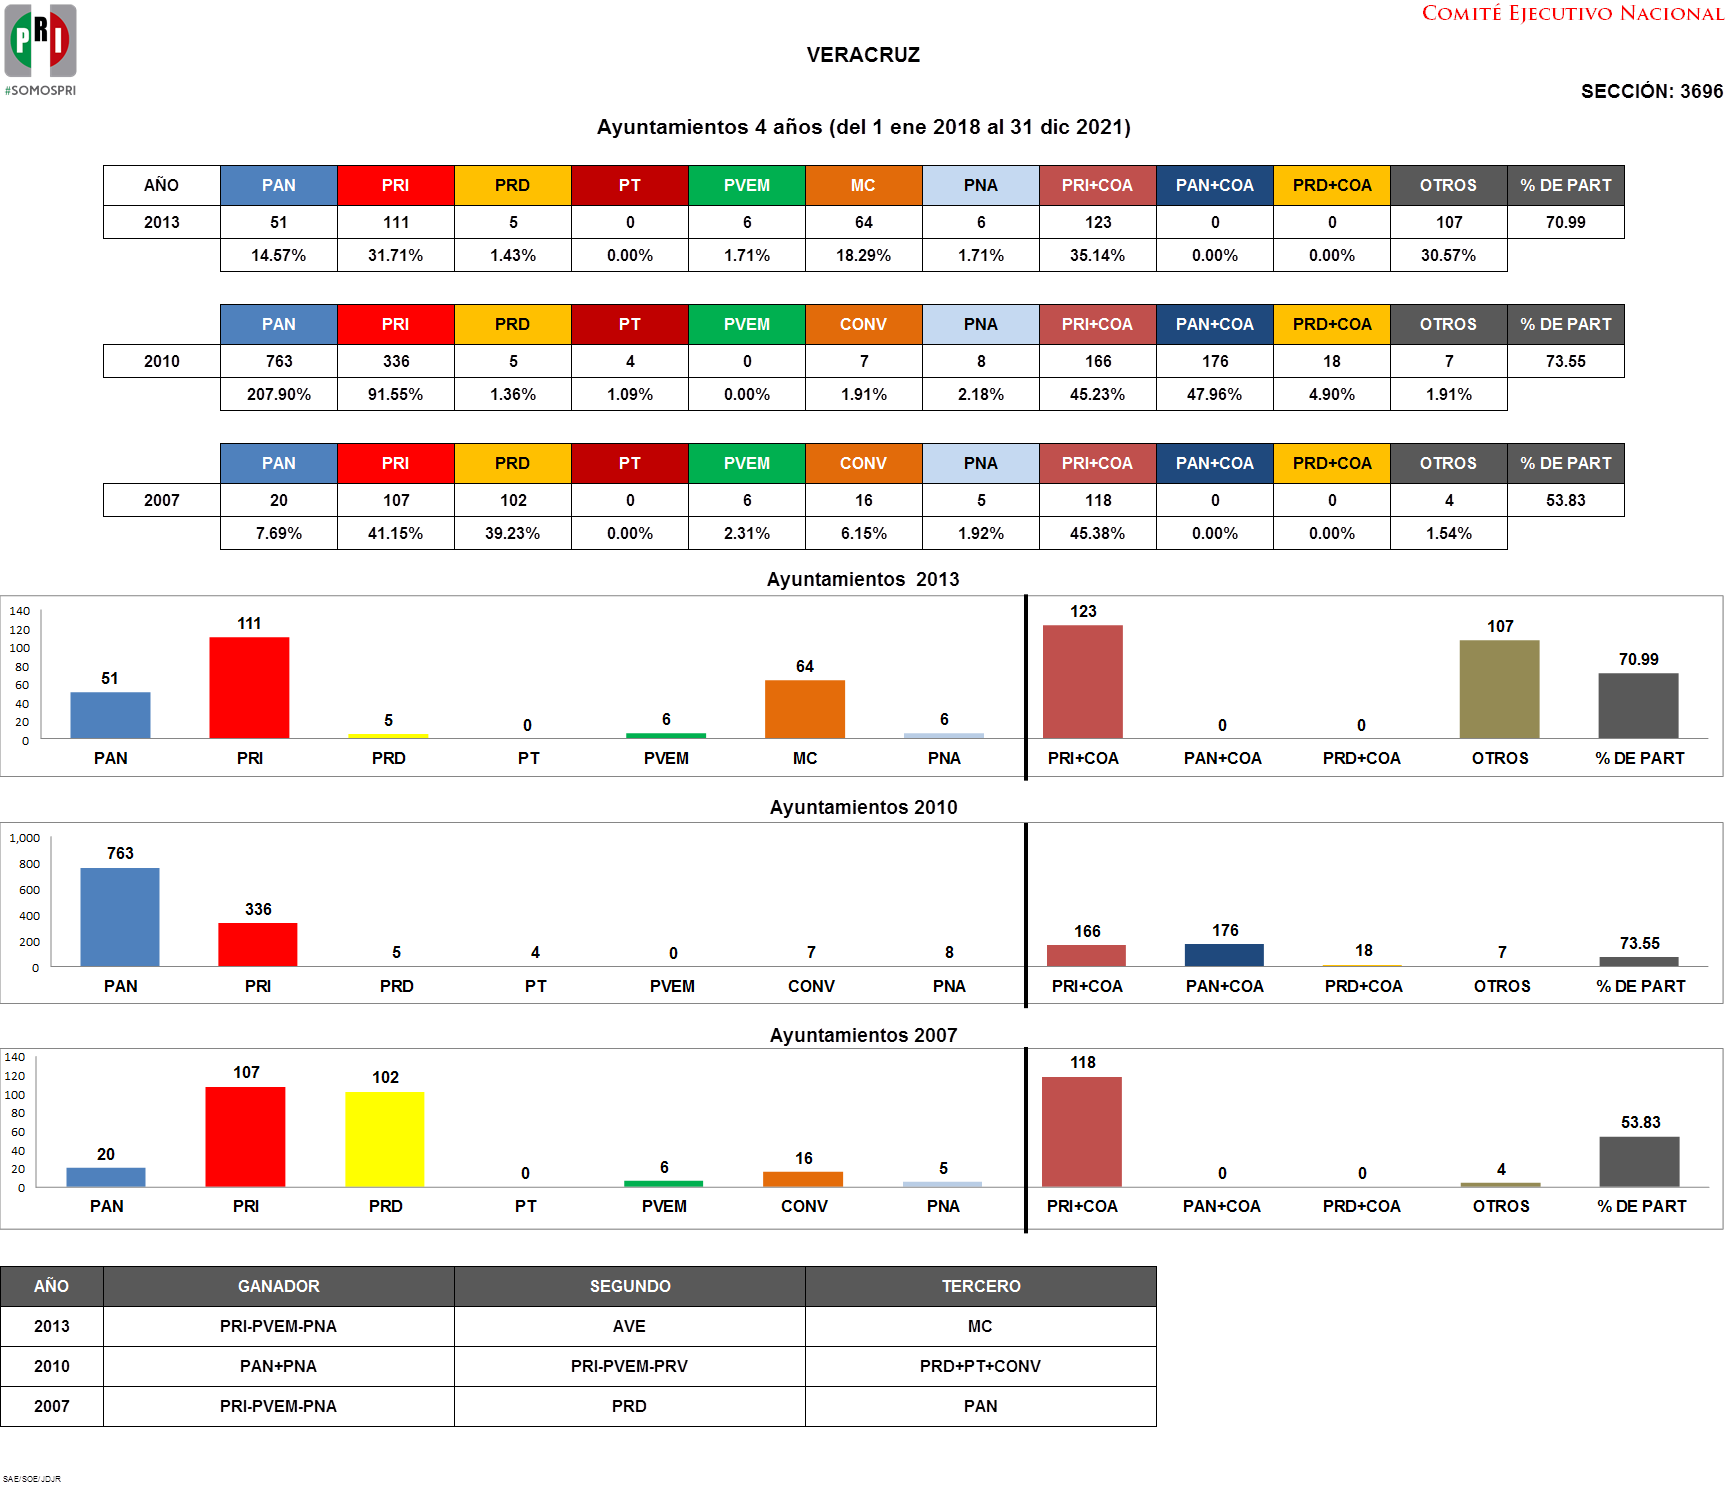 PRI
#SOMOSPRI
COMITÉ EJECUTIVO NACIONAL
VERACRUZ
SECCIÓN: 3696
Ayuntamientos 4 años (del 1 ene 2018 al 31 dic 2021)
AÑO PAN PRI PRD PT PVEM MC PNA PRI+COA PAN+COA PRD+COA OTROS % DE PART
2013 51 111 5 0 6 64 6 123 0 0 107 70.99
14.57% 31.71% 1.43% 0.00% 1.71% 18.29% 1.71% 35.14% 0.00% 0.00% 30.57%
PAN PRI PRD PT PVEM CONV PNA PRI+COA PAN+COA PRD+COA OTROS % DE PART
2010 763 336 5 4 0 7 8 166 176 18 7 73.55
207.90% 91.55% 1.36% 1.09% 0.00% 1.91% 2.18% 45.23% 47.96% 4.90% 1.91%
PAN PRI PRD PT PVEM CONV PNA PRI+COA PAN+COA PRD+COA OTROS % DE PART
2007 20 107 102 0 6 16 5 118 0 0 4 53.83
7.69% 41.15% 39.23% 0.00% 2.31% 6.15% 1.92% 45.38% 0.00% 0.00% 1.54%
Ayuntamientos 2013
140
120
100
80
60
40
20
0
51 111 5 0 6 64 6 123 0 0 107 70.99
PAN PRI PRD PT PVEM MC PNA PRI+COA PAN+COA PRD+COA OTROS % DE PART
Ayuntamientos 2010
1,000
800
600
400
200
0
763 336 5 4 0 7 8 166 176 18 7 73.55
PAN PRI PRD PT PVEM CONV PNA PRI+COA PAN+COA PRD+COA OTROS % DE PART
Ayuntamientos 2007
140
120
100
80
60
40
20
0
20 107 102 0 6 16 5 118 0 0 4 53.83
PAN PRI PRD PT PVEM CONV PNA PRI+COA PAN+COA PRD+COA OTROS % DE PART
AÑO GANADOR SEGUNDO TERCERO
2013 PRI-PVEM-PNA AVE MC
2010 PAN+PNA PRI-PVEM-PRV PRD+PT+CONV
2007 PRI-PVEM-PNA PRD PAN
SAE/SOE/JDJR